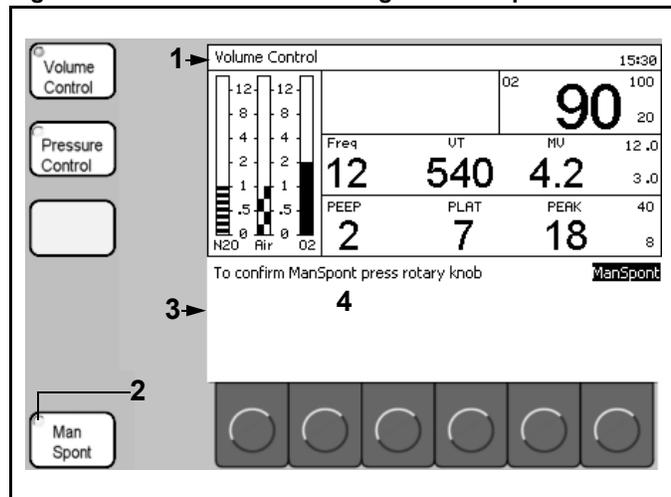 Volume
Control
Pressure
Control
2
Man
Spont
1
Volume Control 15:30
12 12
8 8
4 4
2 2
1 1
.5 .5
0 0
N2O Air O2
O2 90 100
20
Freq VT MV 12.0
12 540 4.2 3.0
PEEP PLAT PEAK 40
2 7 18 8
To confirm ManSpont press rotary knob ManSpont
3 4